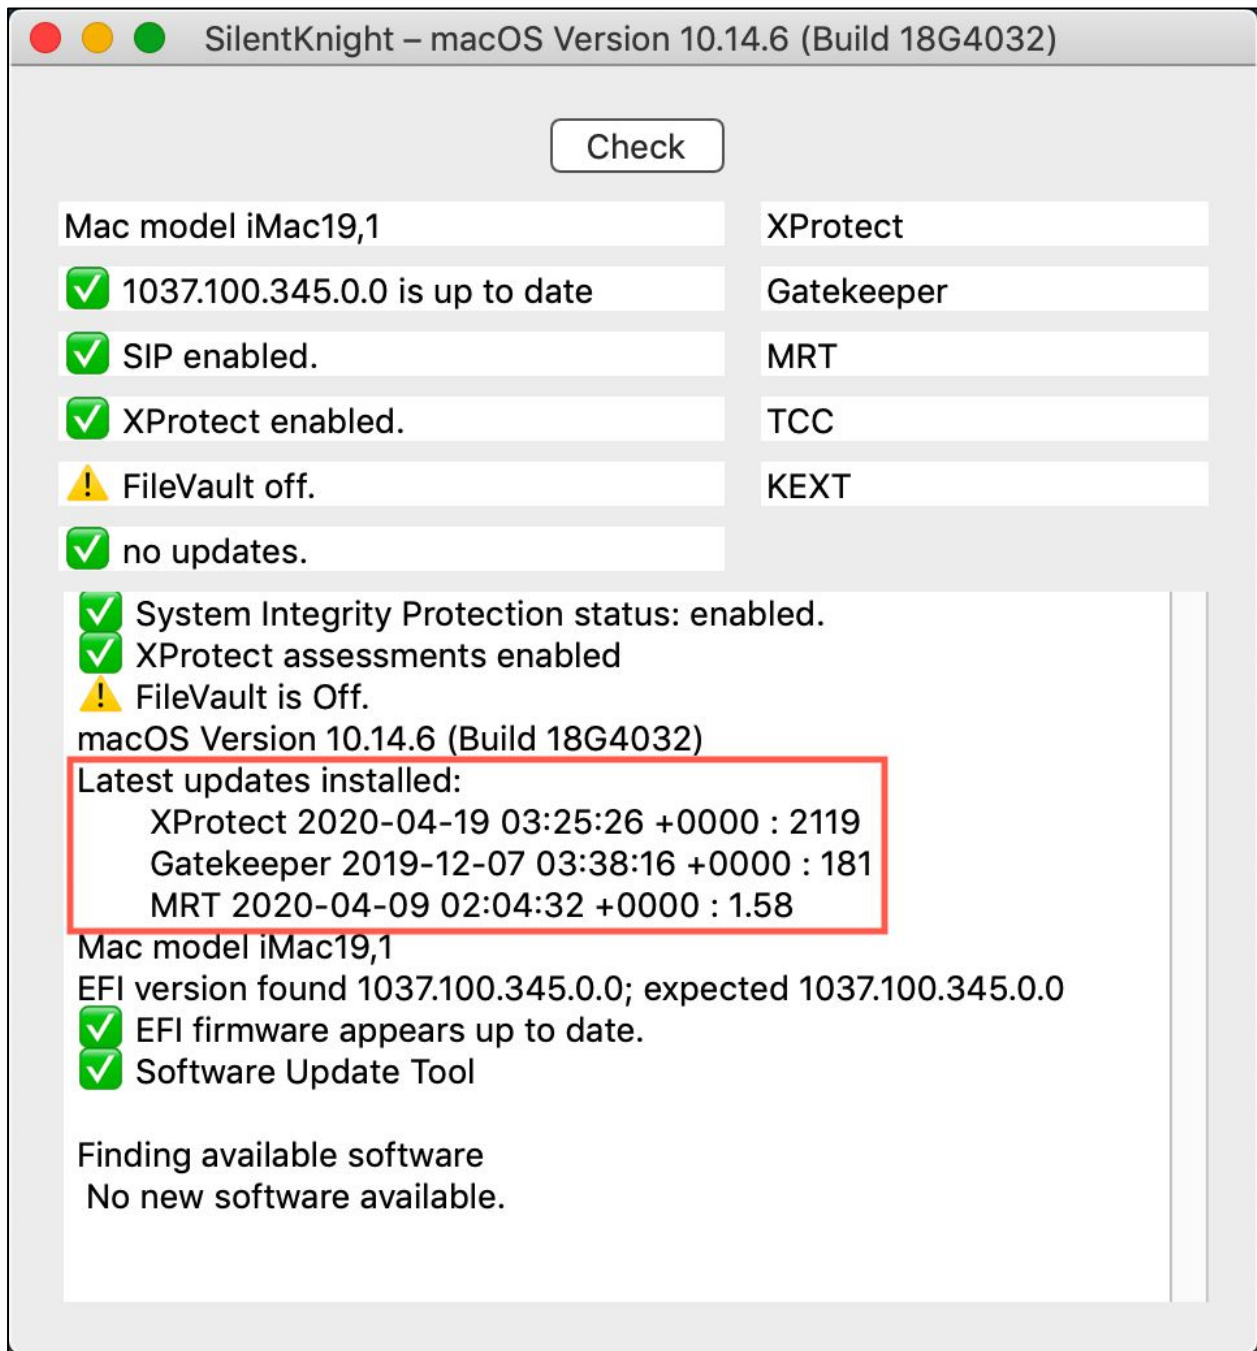 SilentKnight – macOS Version 10.14.6 (Build 18G4032)
Check
Mac model iMac19,1
XProtect
✅ 1037.100.345.0.0 is up to date
Gatekeeper
✅ SIP enabled.
MRT
✅ XProtect enabled.
TCC
⚠️ FileVault off.
KEXT
✅ no updates.
✅ System Integrity Protection status: enabled.
✅ XProtect assessments enabled
⚠️ FileVault is Off.
macOS Version 10.14.6 (Build 18G4032)
Latest updates installed:
XProtect 2020-04-19 03:25:26 +0000 : 2119
Gatekeeper 2019-12-07 03:38:16 +0000 : 181
MRT 2020-04-09 02:04:32 +0000 : 1.58
Mac model iMac19,1
EFI version found 1037.100.345.0.0; expected 1037.100.345.0.0
✅ EFI firmware appears up to date.
✅ Software Update Tool
Finding available software
No new software available.